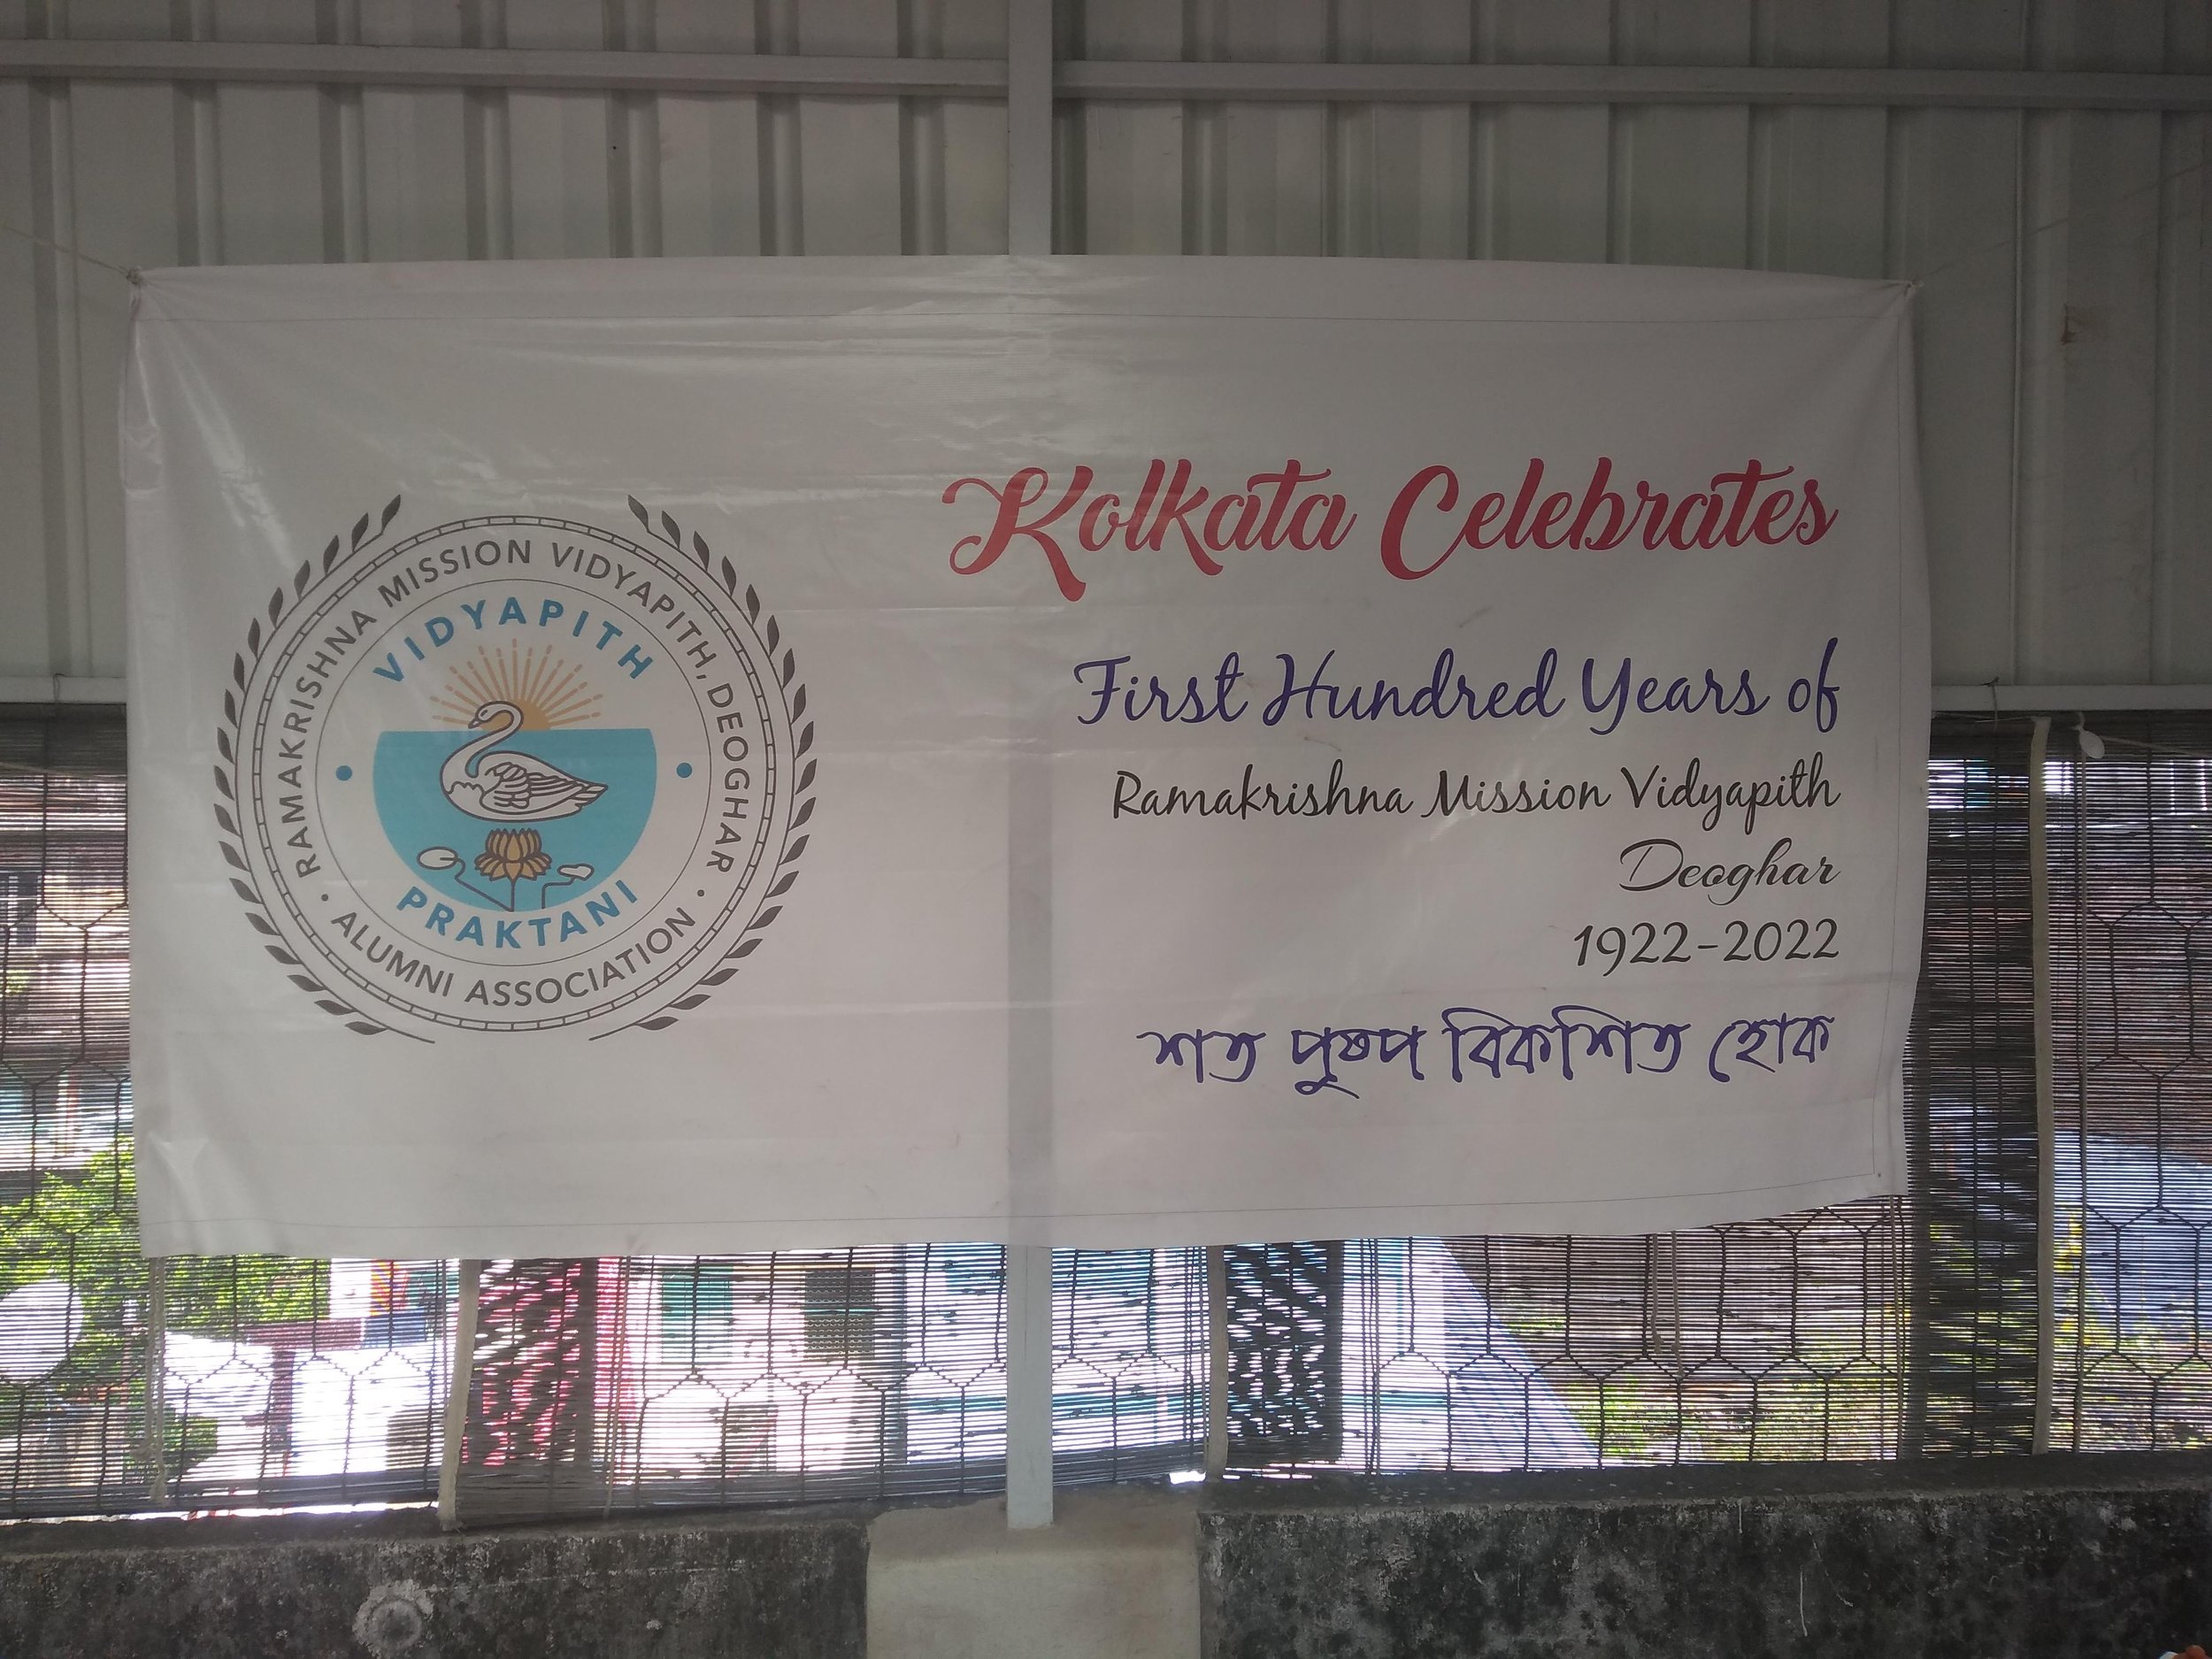 RAMAKRISHNA MISSION VIDYAPITH, DEOGHAR
VIDYAPITH
PRAKTANI
• ALUMNI ASSOCIATION •
Kolkata Celebrates
First Hundred Years of
Ramakrishna Mission Vidyapith
Deoghar
1922-2022
শত পুষ্প বিকশিত হোক